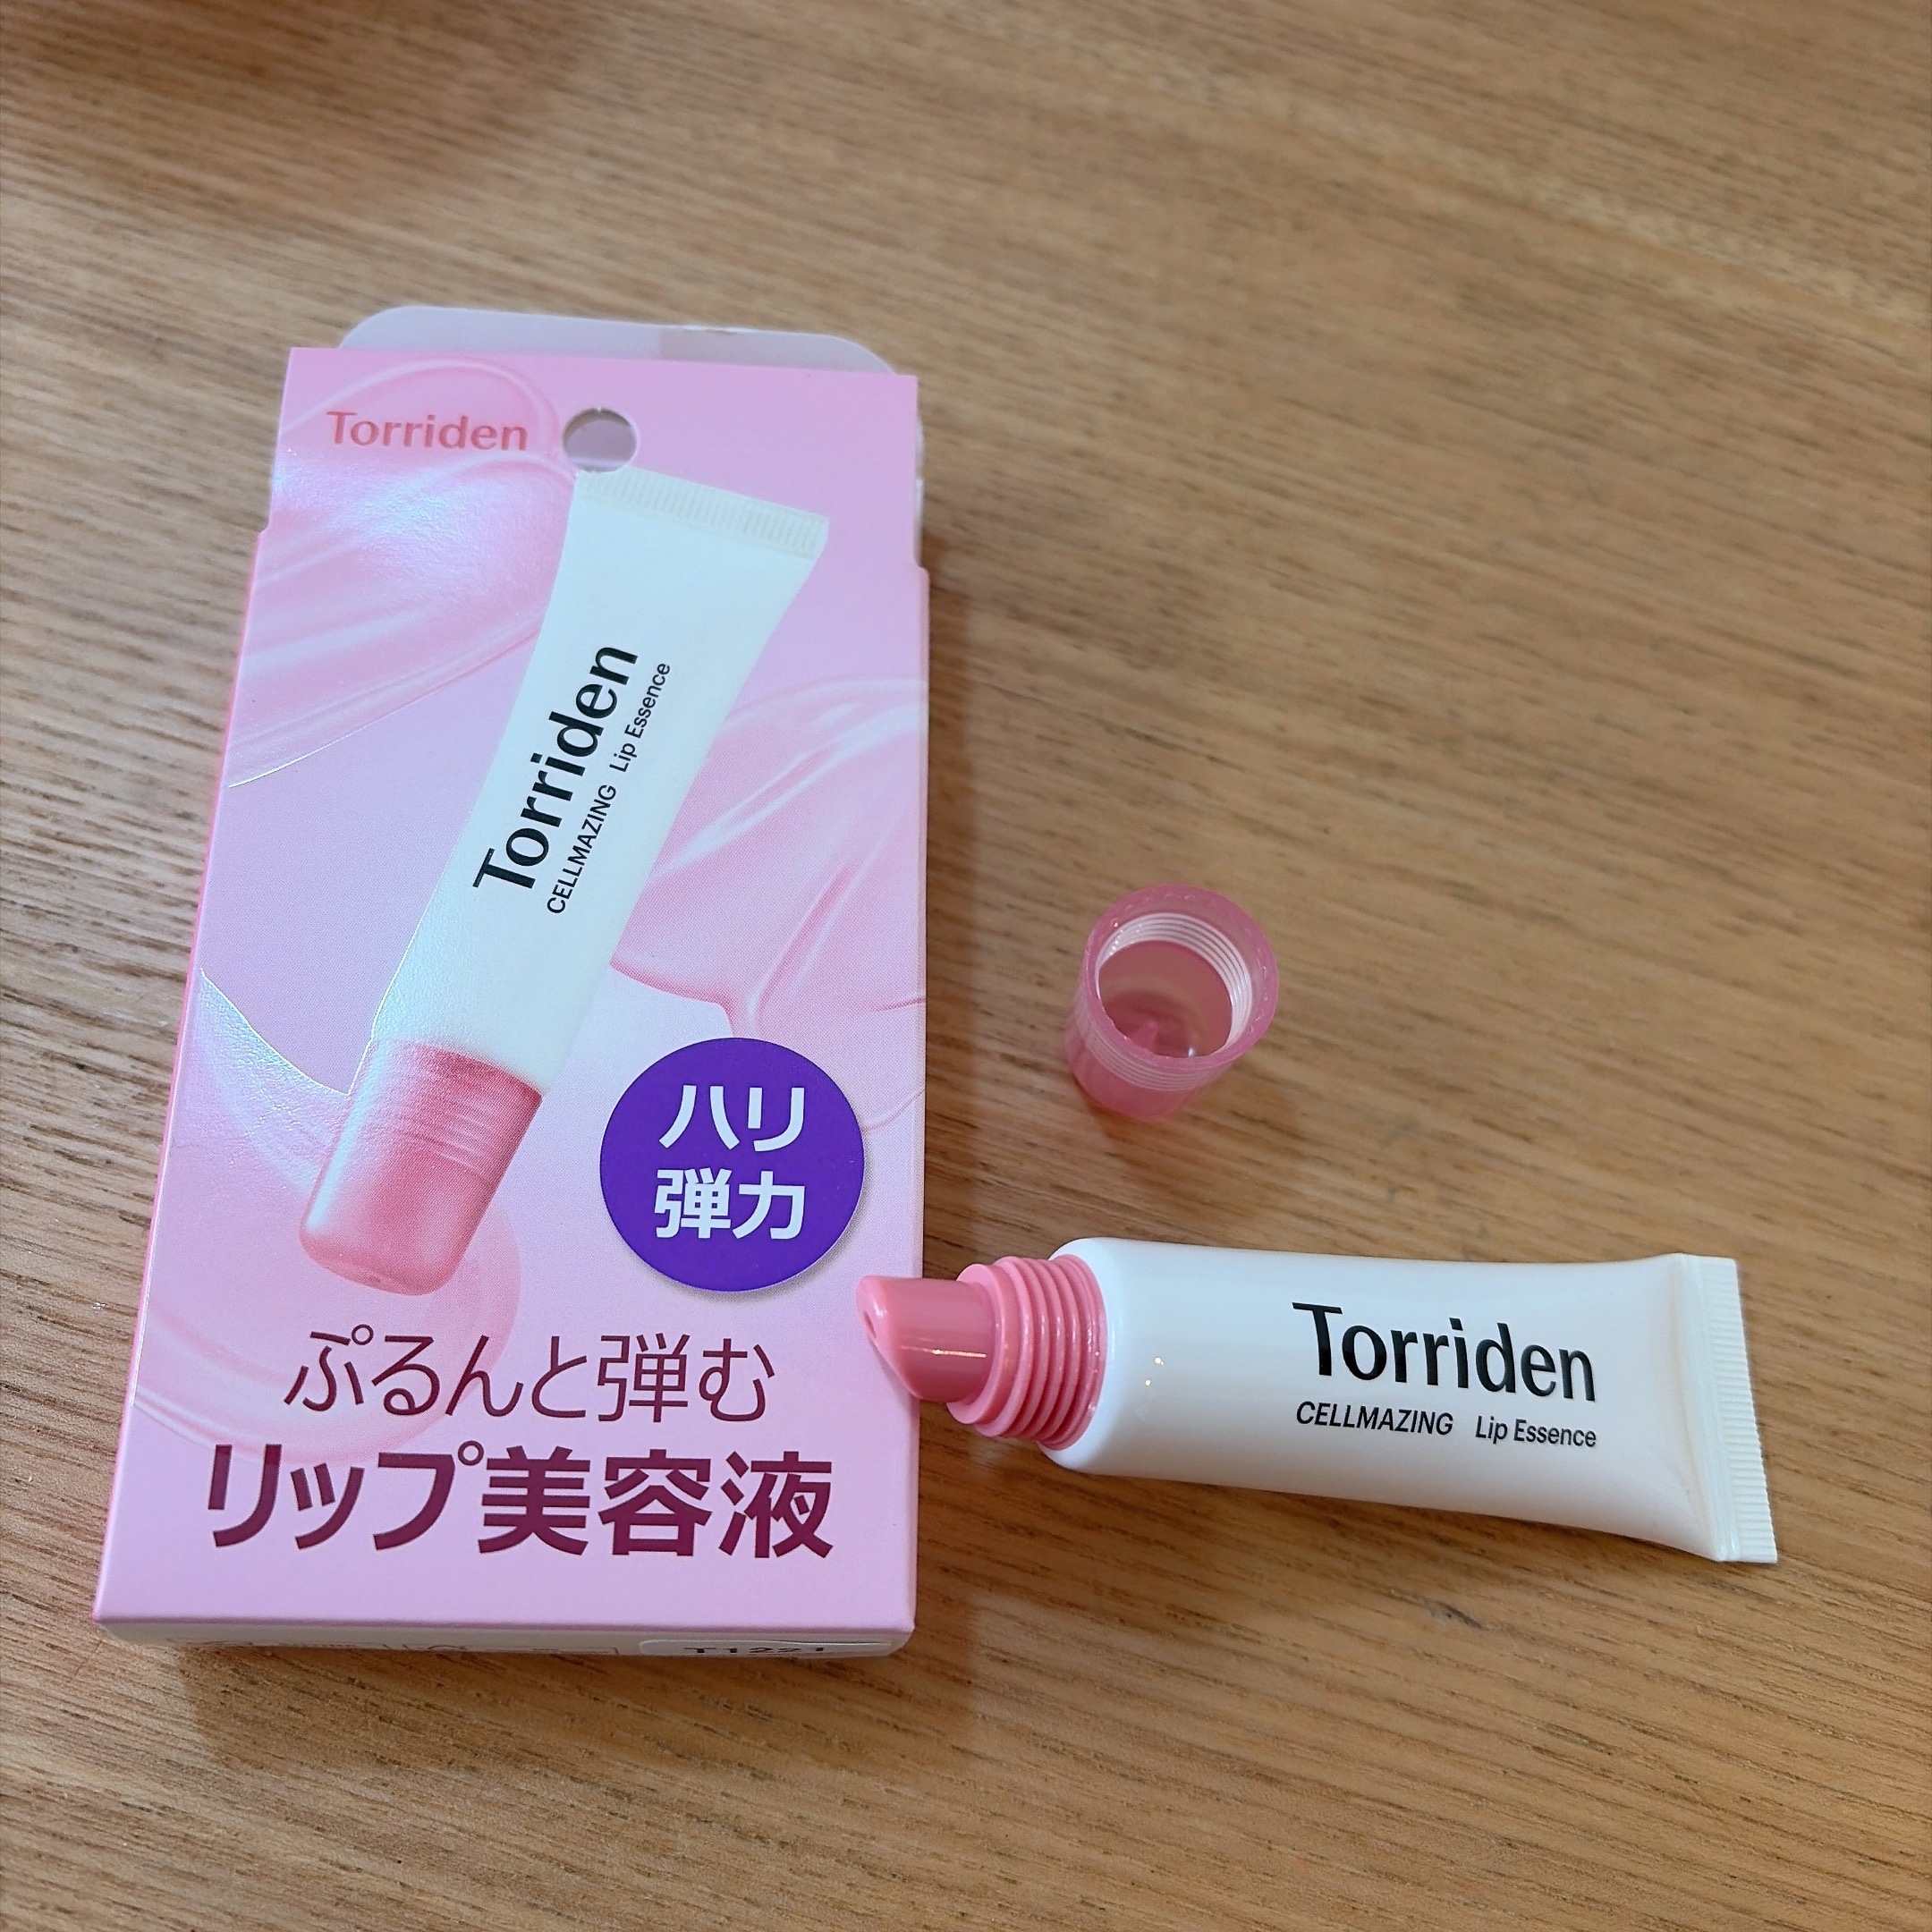 Torriden
Torriden
CELLMAZING Lip Essence
ハリ
弾力
ぷるんと弾む
リップ美容液
T1221
Torriden
CELLMAZING Lip Essence